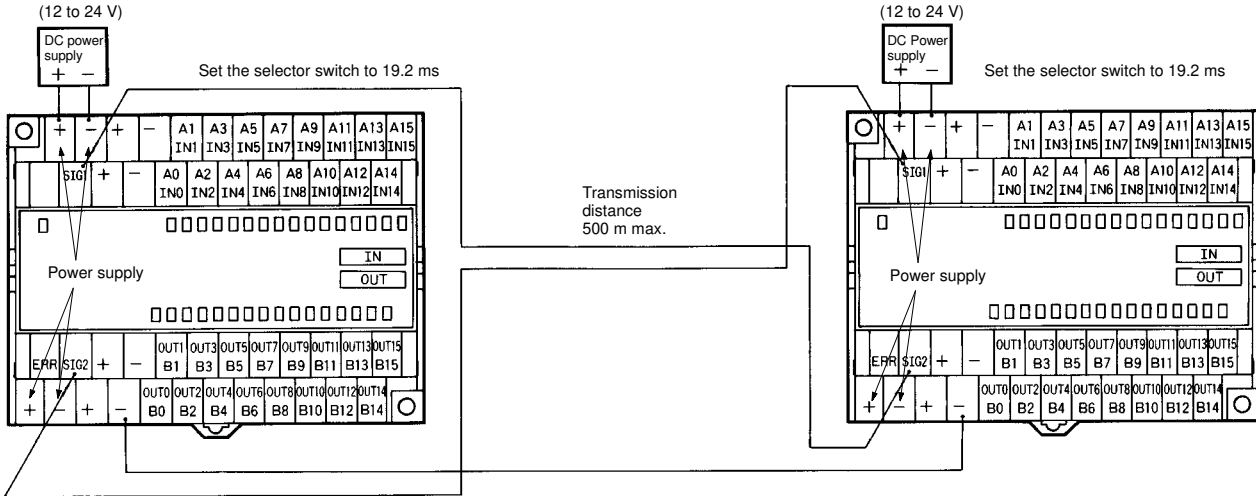 (12 to 24 V)
DC power
supply
+ −
Set the selector switch to 19.2 ms
+ − + − A1 A3 A5 A7 A9 A11 A13 A15
IN1 IN3 IN5 IN7 IN9 IN11 IN13 IN15
SIG1 + − A0 A2 A4 A6 A8 A10 A12 A14
IN0 IN2 IN4 IN6 IN8 IN10 IN12 IN14
IN
OUT
Power supply
ERR SIG2 + − OUT1 OUT3 OUT5 OUT7 OUT9 OUT11 OUT13 OUT15
B1 B3 B5 B7 B9 B11 B13 B15
+ − + − OUT0 OUT2 OUT4 OUT6 OUT8 OUT10 OUT12 OUT14
B0 B2 B4 B6 B8 B10 B12 B14
Transmission
distance
500 m max.
(12 to 24 V)
DC Power
supply
+ −
Set the selector switch to 19.2 ms
+ − + − A1 A3 A5 A7 A9 A11 A13 A15
IN1 IN3 IN5 IN7 IN9 IN11 IN13 IN15
SIG1 + − A0 A2 A4 A6 A8 A10 A12 A14
IN0 IN2 IN4 IN6 IN8 IN10 IN12 IN14
IN
OUT
Power supply
ERR SIG2 + − OUT1 OUT3 OUT5 OUT7 OUT9 OUT11 OUT13 OUT15
B1 B3 B5 B7 B9 B11 B13 B15
+ − + − OUT0 OUT2 OUT4 OUT6 OUT8 OUT10 OUT12 OUT14
B0 B2 B4 B6 B8 B10 B12 B14